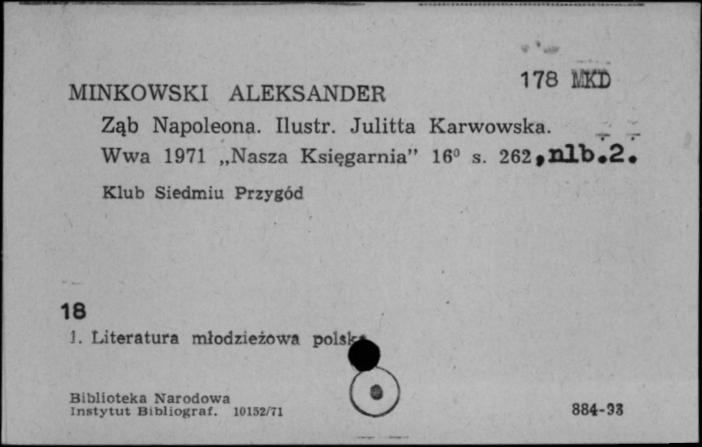 178 MKD
MINKOWSKI ALEKSANDER
Ząb Napoleona. Ilustr. Julitta Karwowska.
Wwa 1971 „Nasza Księgarnia” 16⁰ s. 262, nlb.2.
Klub Siedmiu Przygód
18
1. Literatura młodzieżowa polska
Biblioteka Narodowa
Instytut Bibliograf. 10152/71
884-93